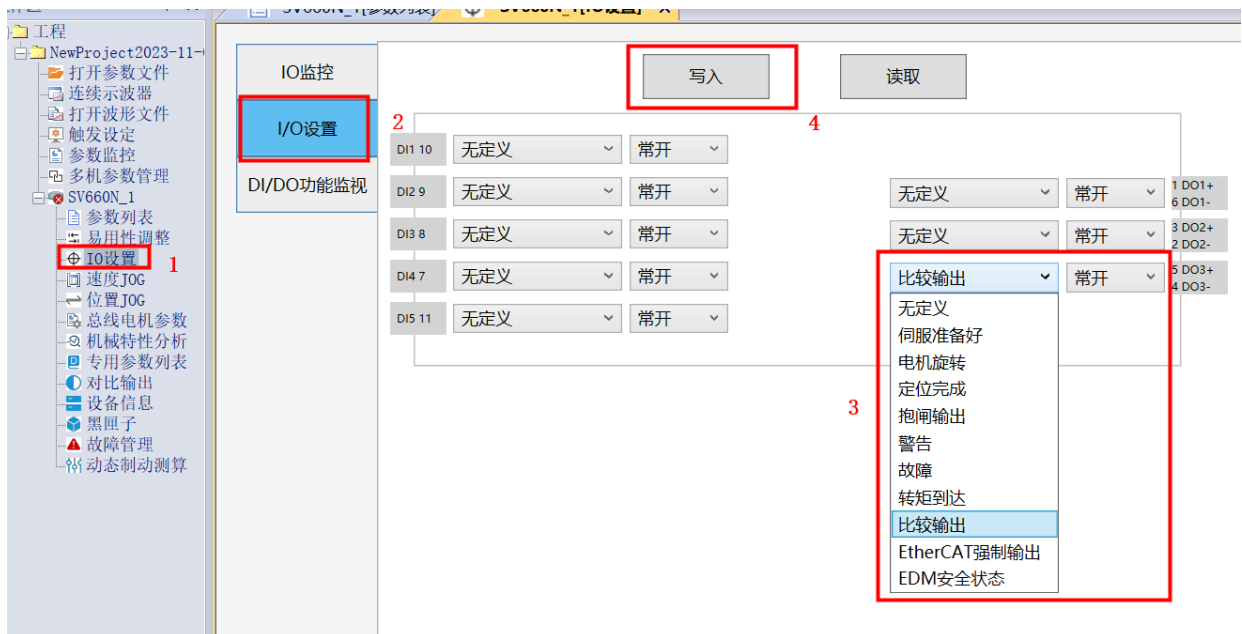 SV660N_1[参数列表]
SV660N_1[IO设置] X
工程
NewProject2023-11-
打开参数文件
连续示波器
打开波形文件
触发设定
参数监控
多机参数管理
SV660N_1
参数列表
易用性调整
IO设置
1
速度JOG
位置JOG
总线电机参数
机械特性分析
专用参数列表
对比输出
设备信息
黑匣子
故障管理
动态制动测算
IO监控
I/O设置
2
DI/DO功能监视
写入
读取
4
DI1 10 无定义 常开
DI2 9 无定义 常开
无定义 常开 1 DO1+
6 DO1-
DI3 8 无定义 常开
无定义 常开 3 DO2+
2 DO2-
DI4 7 无定义 常开
比较输出 常开 5 DO3+
4 DO3-
DI5 11 无定义 常开
3
无定义
伺服准备好
电机旋转
定位完成
抱闸输出
警告
故障
转矩到达
比较输出
EtherCAT强制输出
EDM安全状态